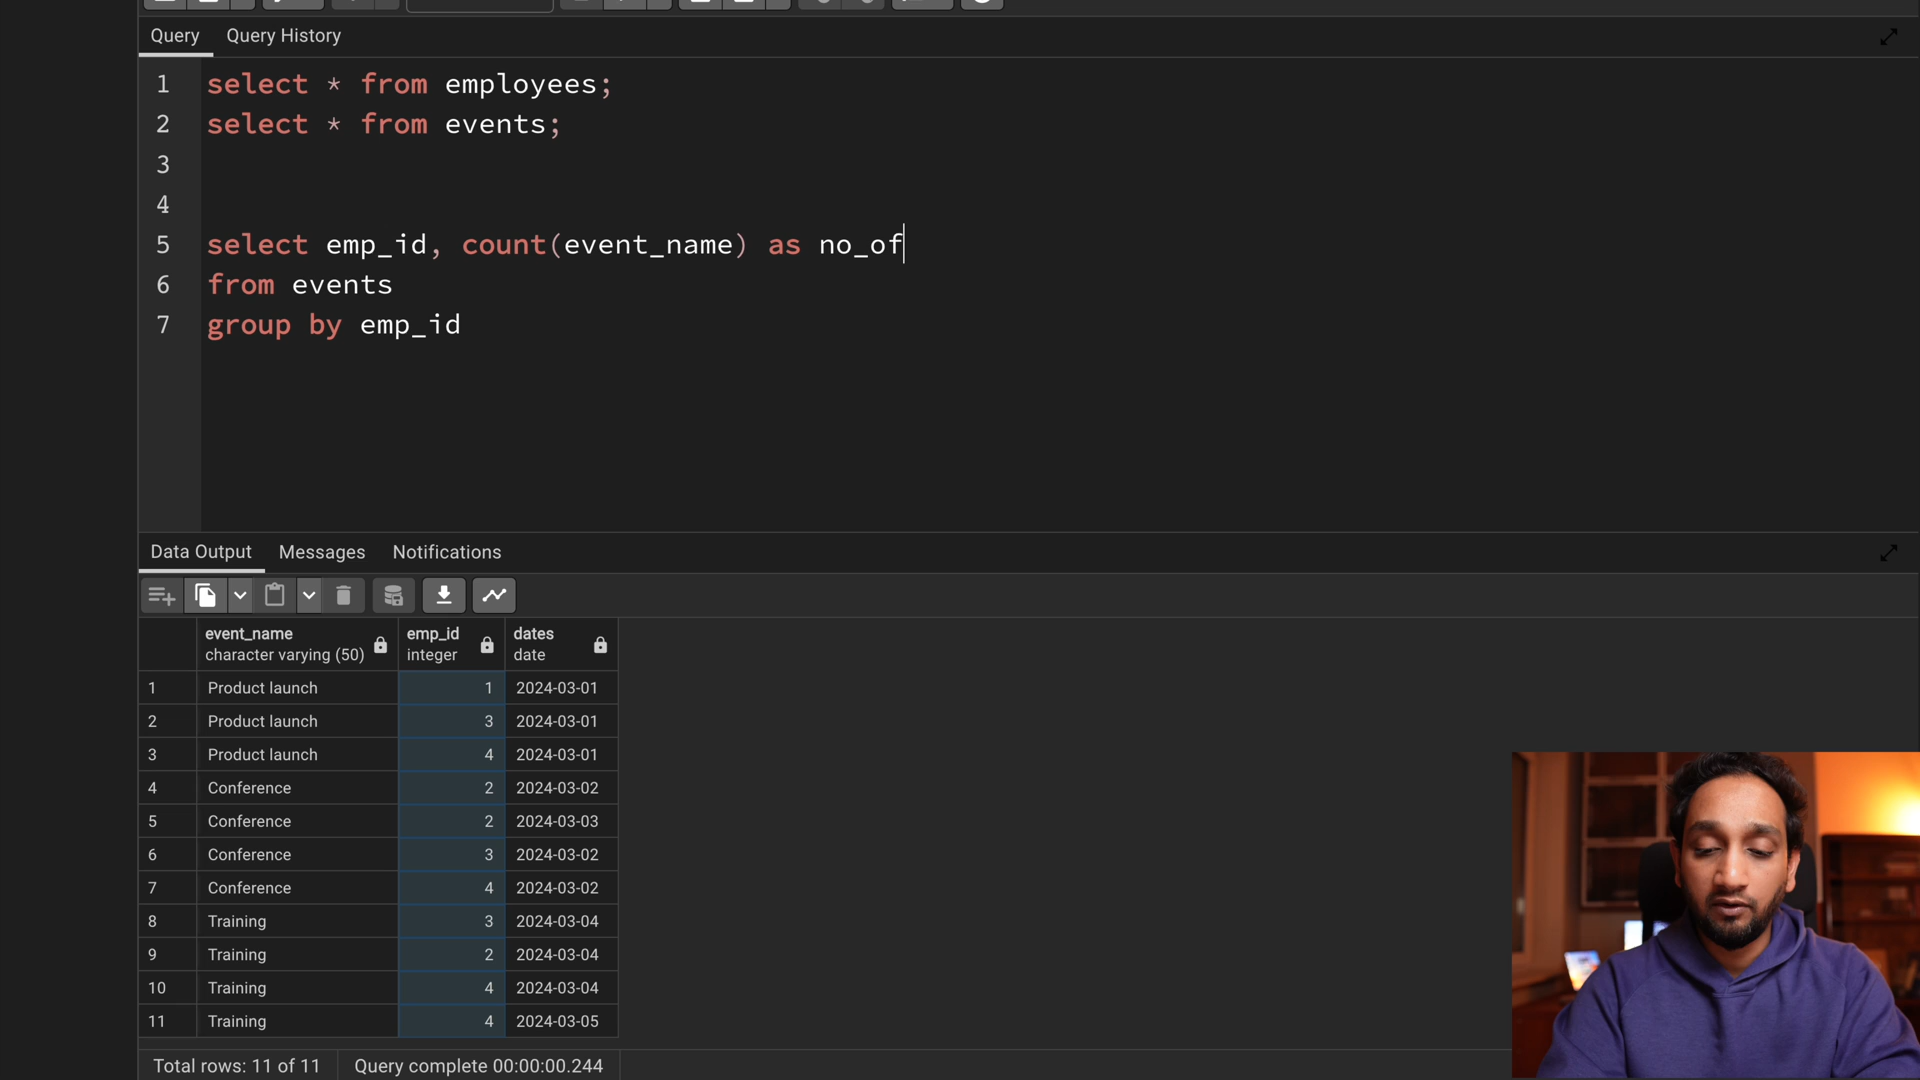 Query Query History
1 select * from employees;
2 select * from events;
3
4
5 select emp_id, count(event_name) as no_of
6 from events
7 group by emp_id
Data Output Messages Notifications
event_name emp_id dates
character varying (50) integer date
1 Product launch 1 2024-03-01
2 Product launch 3 2024-03-01
3 Product launch 4 2024-03-01
4 Conference 2 2024-03-02
5 Conference 2 2024-03-03
6 Conference 3 2024-03-02
7 Conference 4 2024-03-02
8 Training 3 2024-03-04
9 Training 2 2024-03-04
10 Training 4 2024-03-04
11 Training 4 2024-03-05
Total rows: 11 of 11 Query complete 00:00:00.244